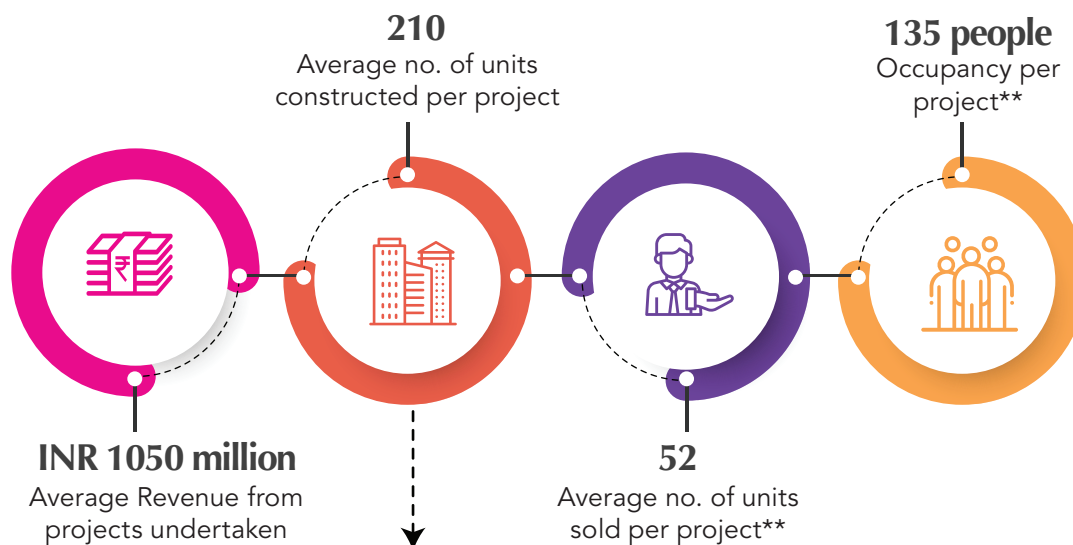 210
Average no. of units
constructed per project
135 people
Occupancy per
project**
₹
INR 1050 million
Average Revenue from
projects undertaken
52
Average no. of units
sold per project**